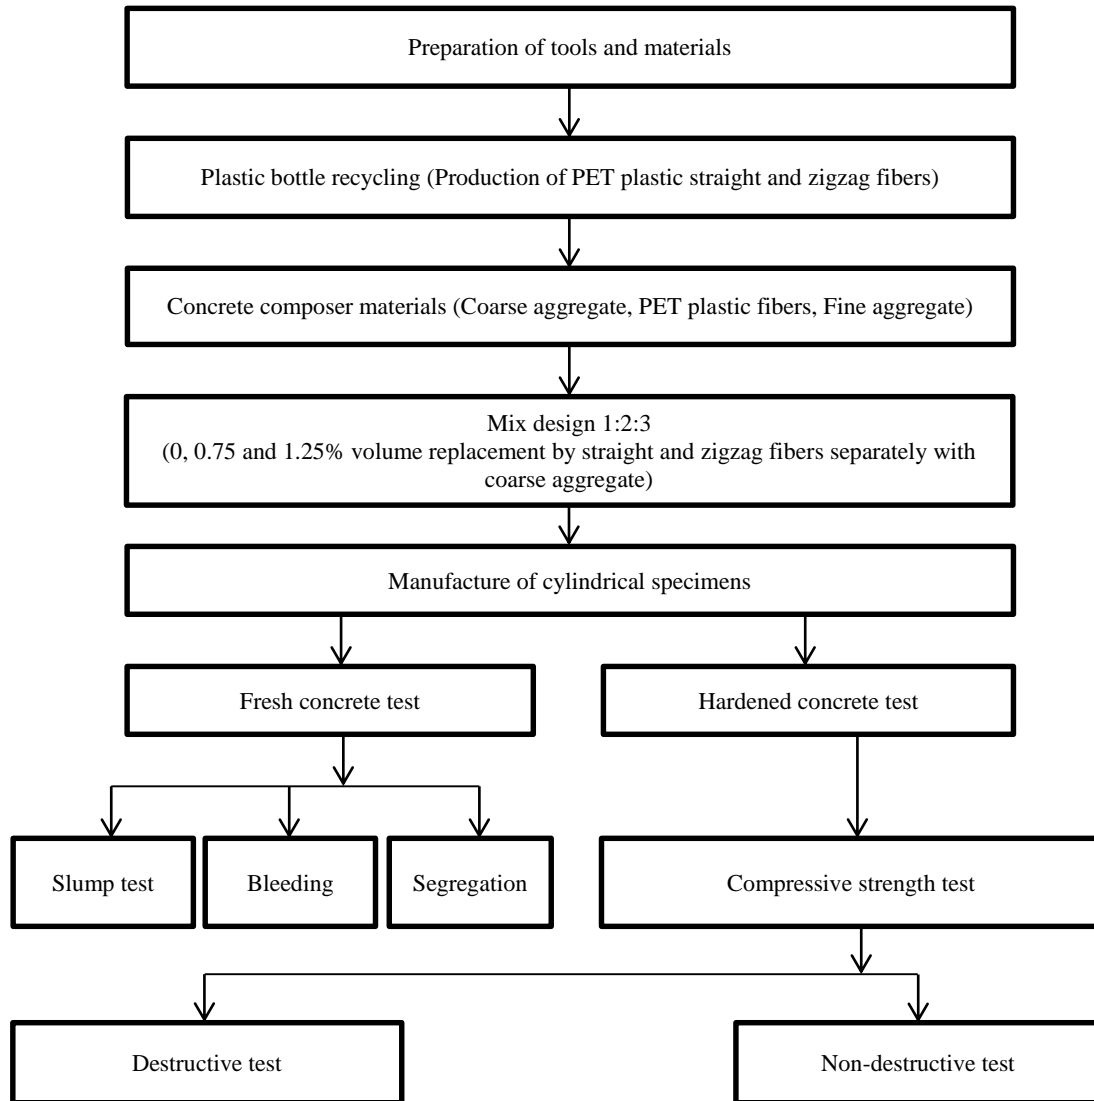 Preparation of tools and materials
Plastic bottle recycling (Production of PET plastic straight and zigzag fibers)
Concrete composer materials (Coarse aggregate, PET plastic fibers, Fine aggregate)
Mix design 1:2:3
(0, 0.75 and 1.25% volume replacement by straight and zigzag fibers separately with
coarse aggregate)
Manufacture of cylindrical specimens
Fresh concrete test
Hardened concrete test
Slump test
Bleeding
Segregation
Compressive strength test
Destructive test
Non-destructive test